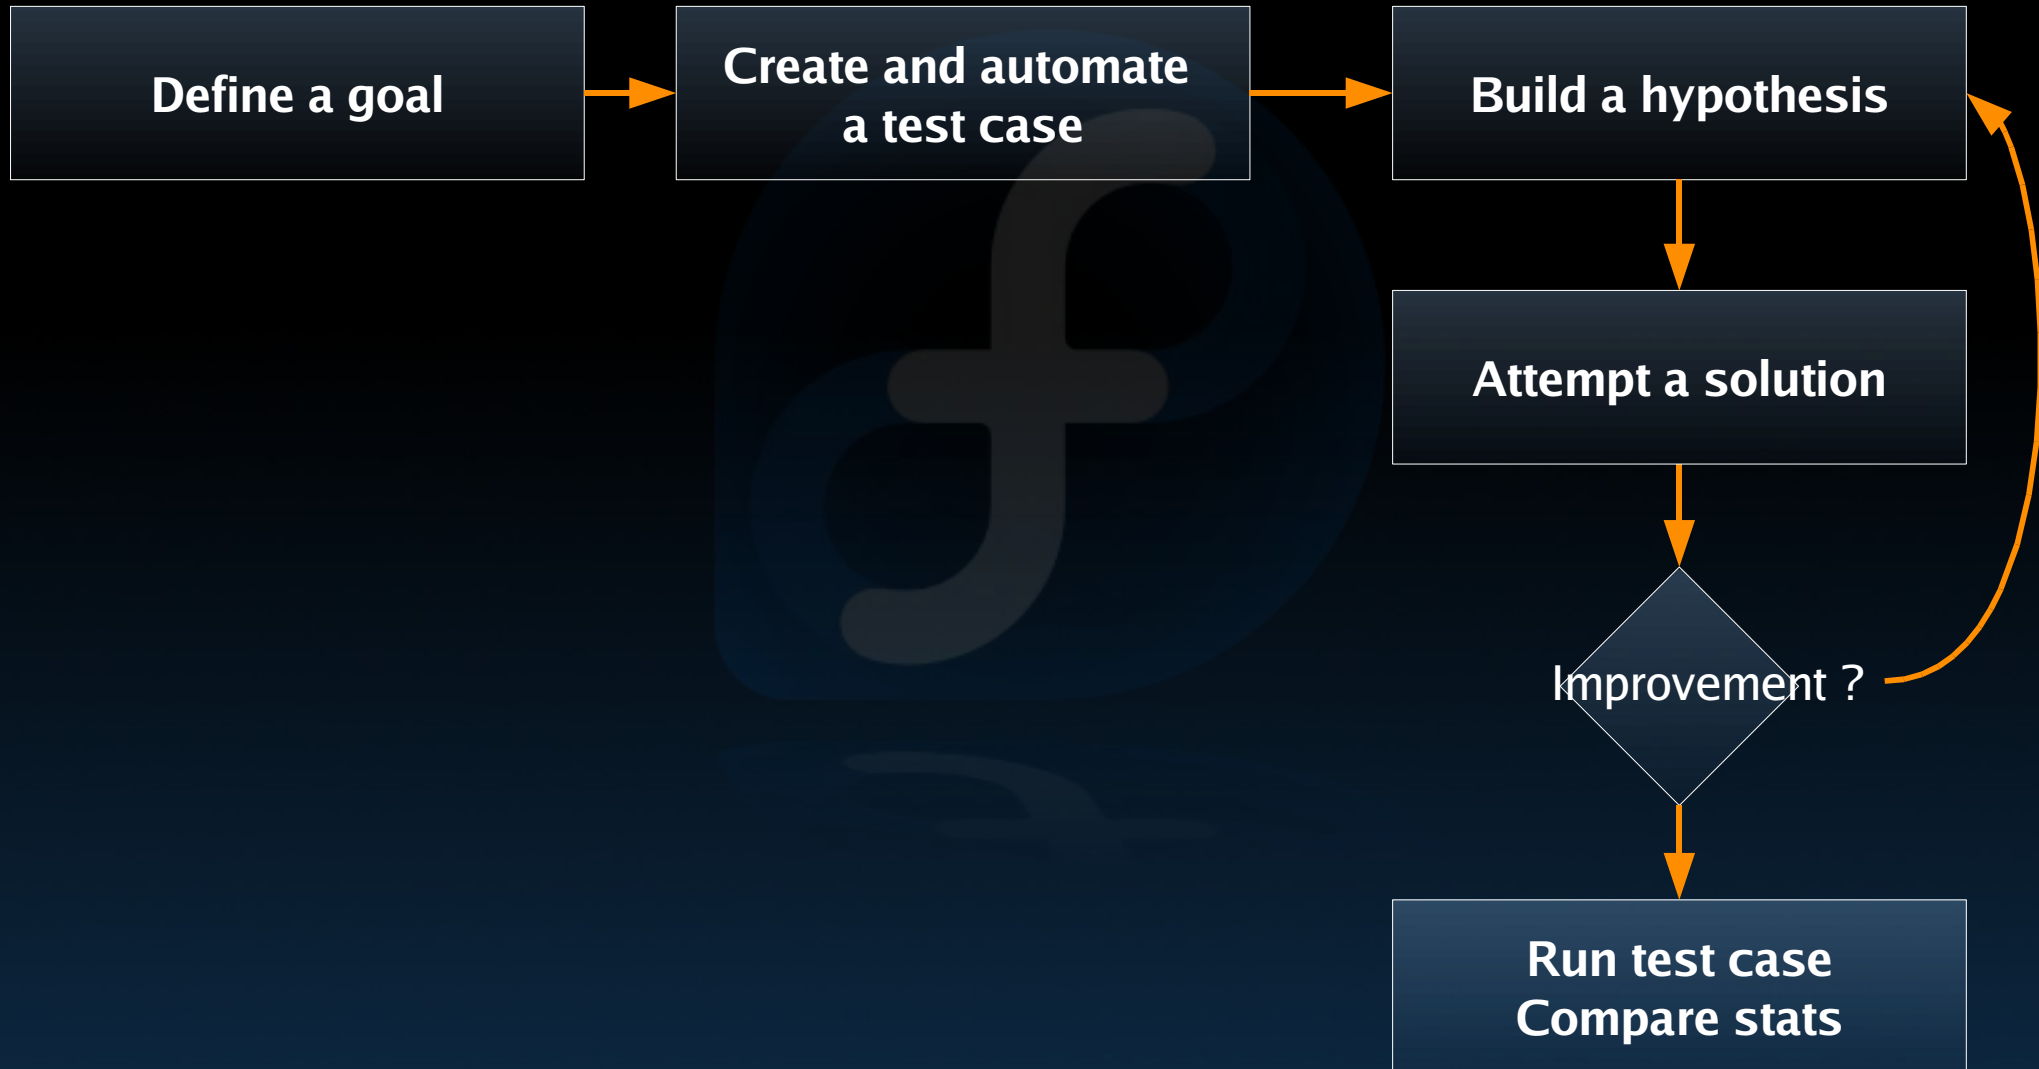 Define a goal
Create and automate
a test case
Build a hypothesis
Attempt a solution
Improvement ?
Run test case
Compare stats